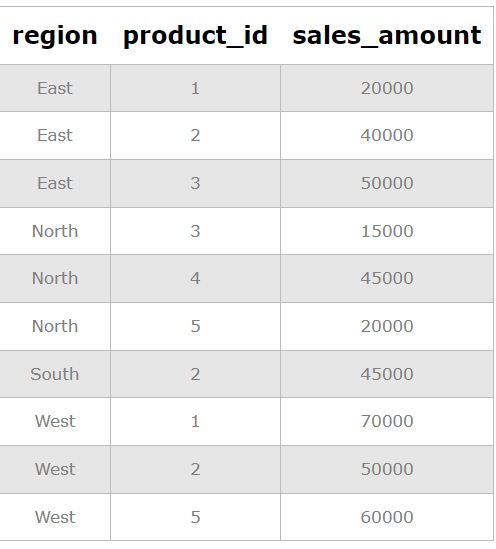 region product_id sales_amount
East 1 20000
East 2 40000
East 3 50000
North 3 15000
North 4 45000
North 5 20000
South 2 45000
West 1 70000
West 2 50000
West 5 60000